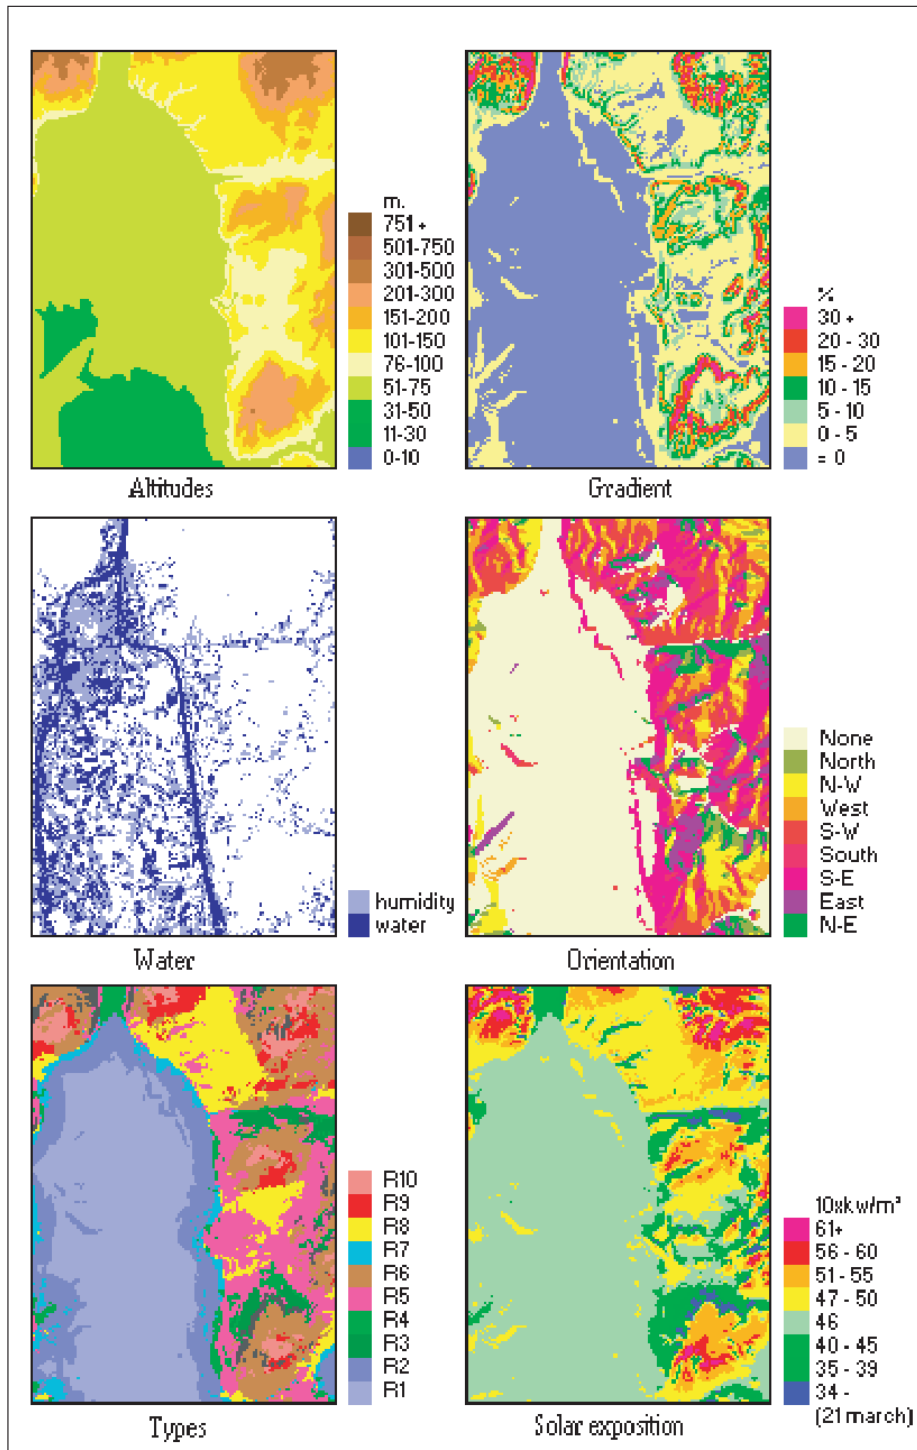 m.
751 +
501-750
301-500
201-300
151-200
101-150
76-100
51-75
31-50
11-30
0-10
Altitudes
%
30 +
20 - 30
15 - 20
10 - 15
5 - 10
0 - 5
= 0
Gradient
humidity
water
Water
None
North
N-W
West
S-W
South
S-E
East
N-E
Orientation
R10
R9
R8
R7
R6
R5
R4
R3
R2
R1
Types
10xkw/m²
61+
56 - 60
51 - 55
47 - 50
46
40 - 45
35 - 39
34 -
(21 march)
Solar exposition